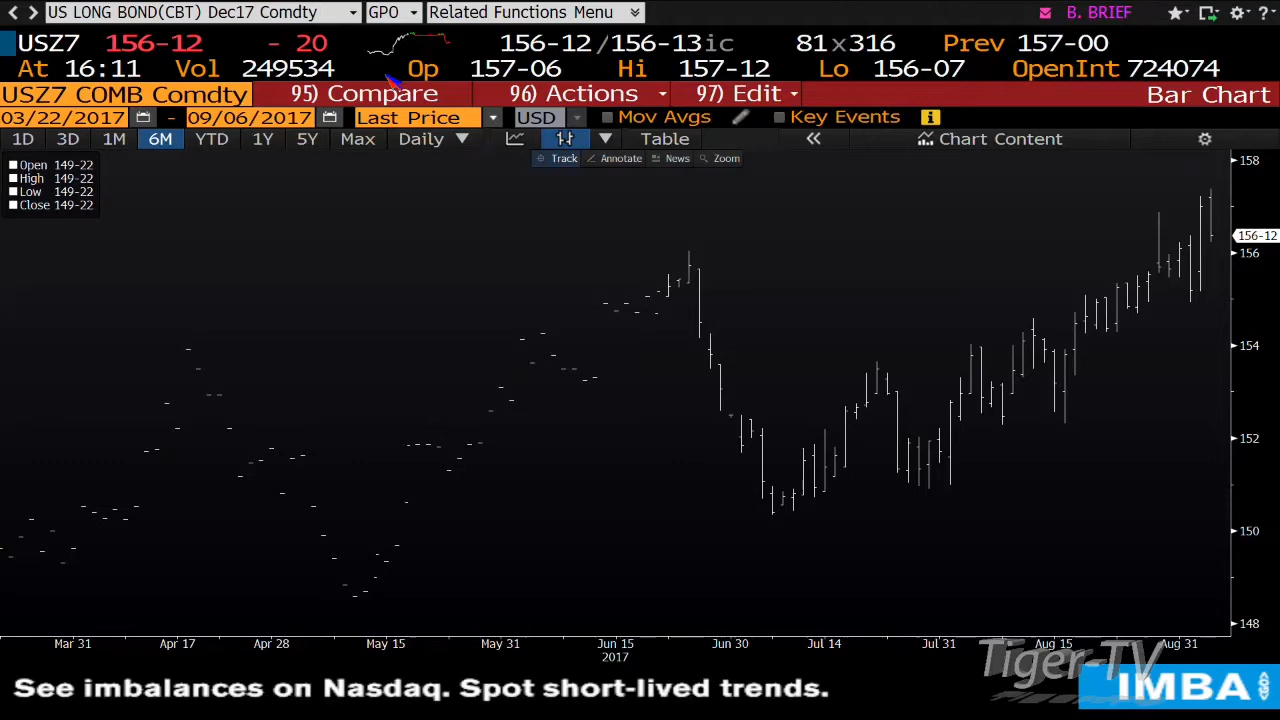 US LONG BOND(CBT) Dec17 Comdty GPO Related Functions Menu B. BRIEF ?
USZ7 156-12 - 20 156-12/156-13ic 81x316 Prev 157-00
At 16:11 Vol 249534 Op 157-06 Hi 157-12 Lo 156-07 OpenInt 724074
USZ7 COMB Comdty 95) Compare 96) Actions 97) Edit Bar Chart
03/22/2017 - 09/06/2017 Last Price USD Mov Avgs Key Events i
1D 3D 1M 6M YTD 1Y 5Y Max Daily Table « Chart Content
Track Annotate News Zoom
Open 149-22
High 149-22
Low 149-22
Close 149-22
158
156-12
156
154
152
150
148
Mar 31 Apr 17 Apr 28 May 15 May 31 Jun 15 Jun 30 Jul 14 Jul 31 Aug 15 Aug 31
2017
Tiger-TV
See imbalances on Nasdaq. Spot short-lived trends. IMBA